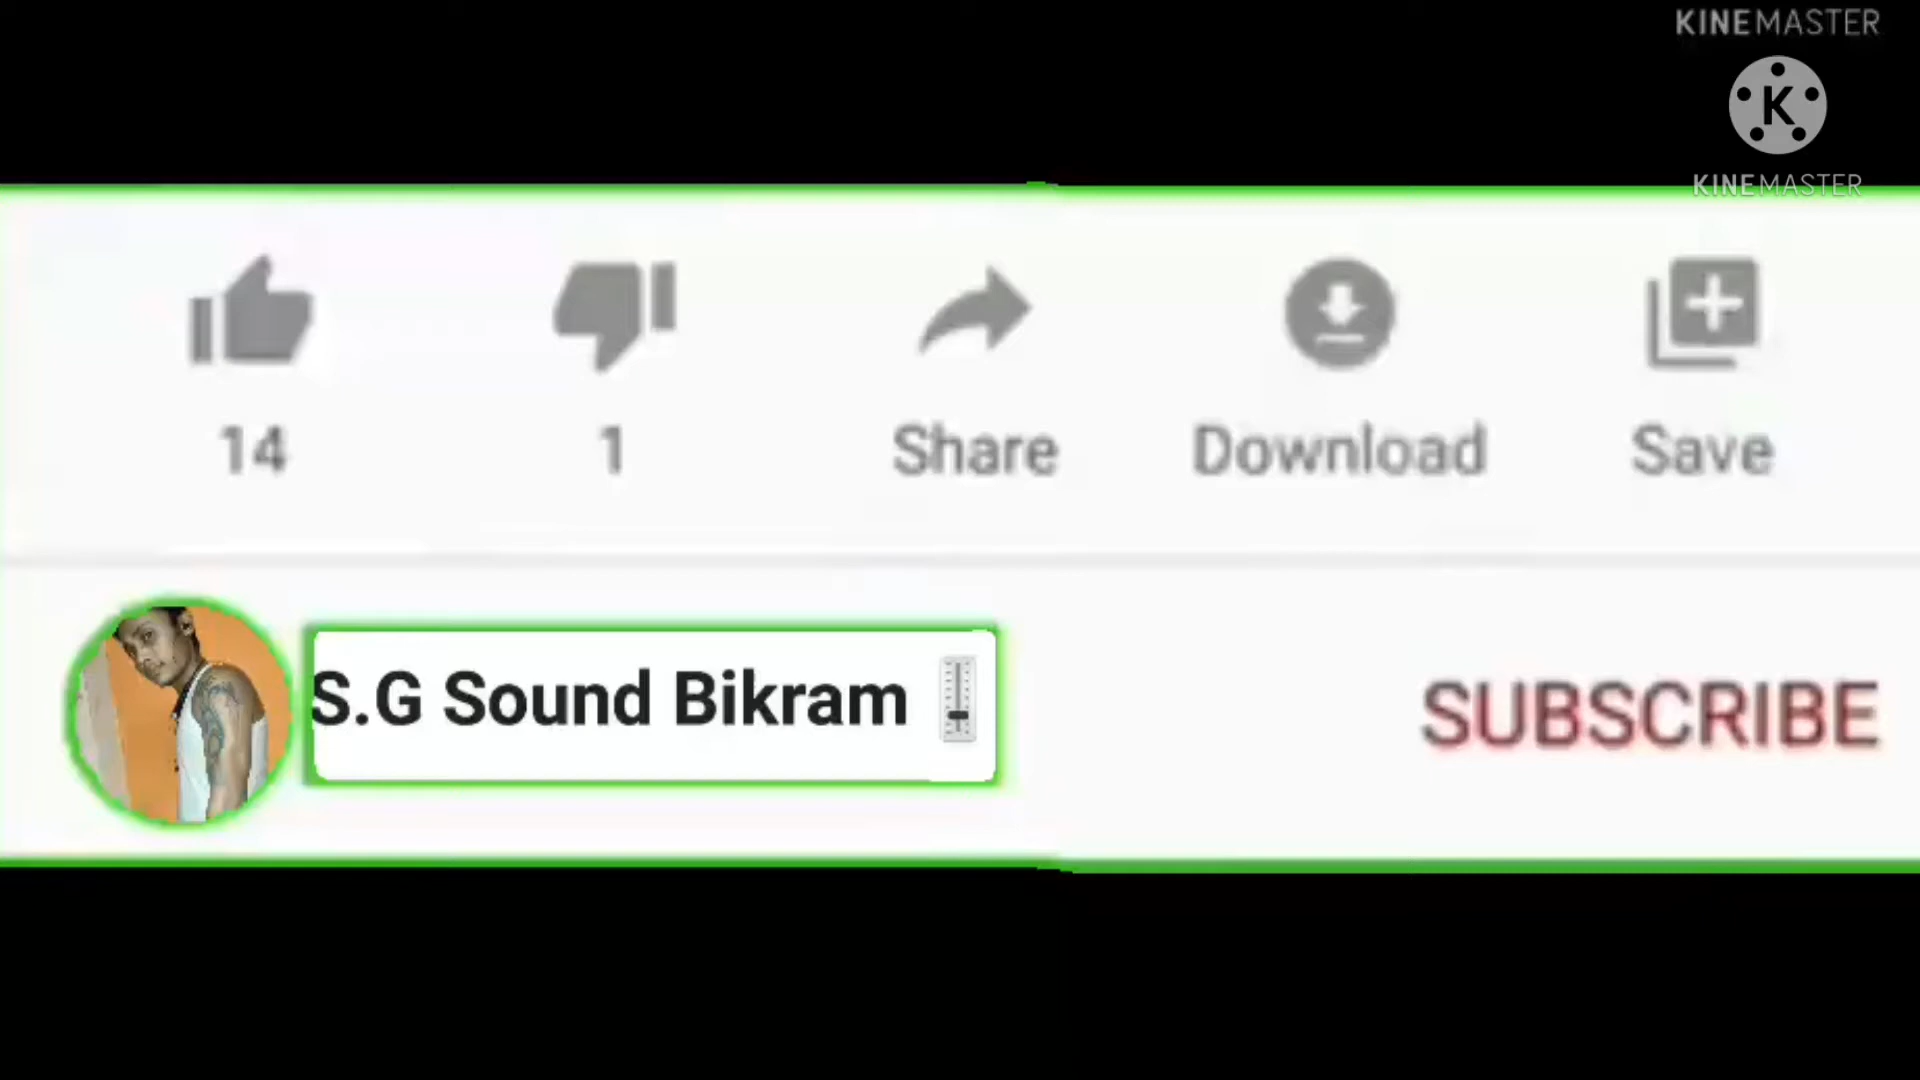 KINEMASTER
K
KINEMASTER
14 1 Share Download Save
S.G Sound Bikram
SUBSCRIBE